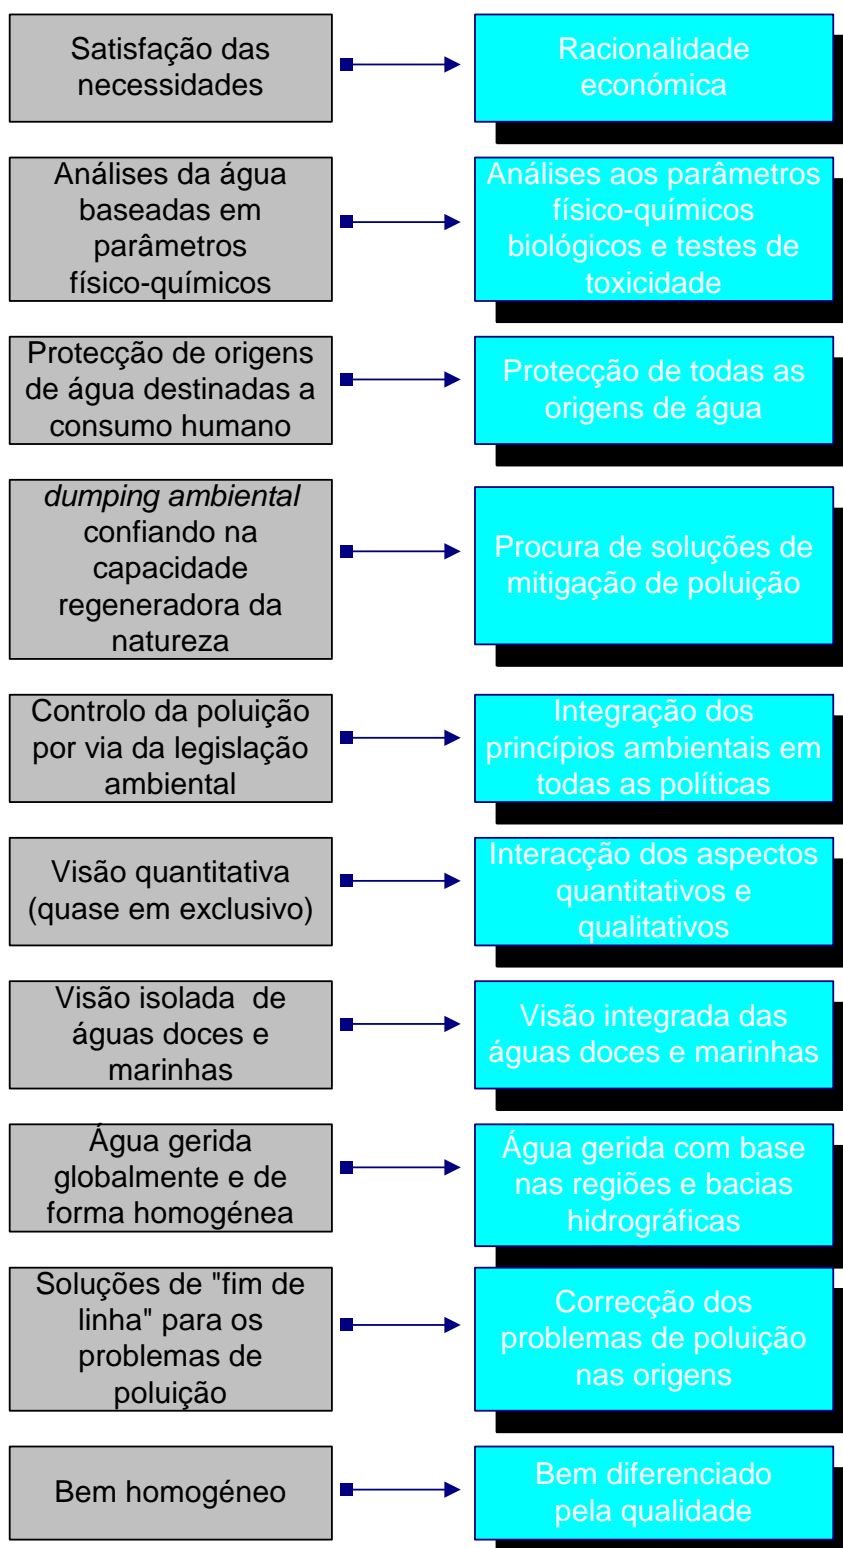 Satisfação das
necessidades
Racionalidade
económica
Análises da água
baseadas em
parâmetros
físico-químicos
Análises aos parâmetros
físico-químicos
biológicos e testes de
toxicidade
Protecção de origens
de água destinadas a
consumo humano
Protecção de todas as
origens de água
dumping ambiental
confiando na
capacidade
regeneradora da
natureza
Procura de soluções de
mitigação de poluição
Controlo da poluição
por via da legislação
ambiental
Integração dos
princípios ambientais em
todas as políticas
Visão quantitativa
(quase em exclusivo)
Interacção dos aspectos
quantitativos e
qualitativos
Visão isolada  de
águas doces e
marinhas
Visão integrada das
águas doces e marinhas
Água gerida
globalmente e de
forma homogénea
Água gerida com base
nas regiões e bacias
hidrográficas
Soluções de "fim de
linha" para os
problemas de
poluição
Correcção dos
problemas de poluição
nas origens
Bem homogéneo
Bem diferenciado
pela qualidade